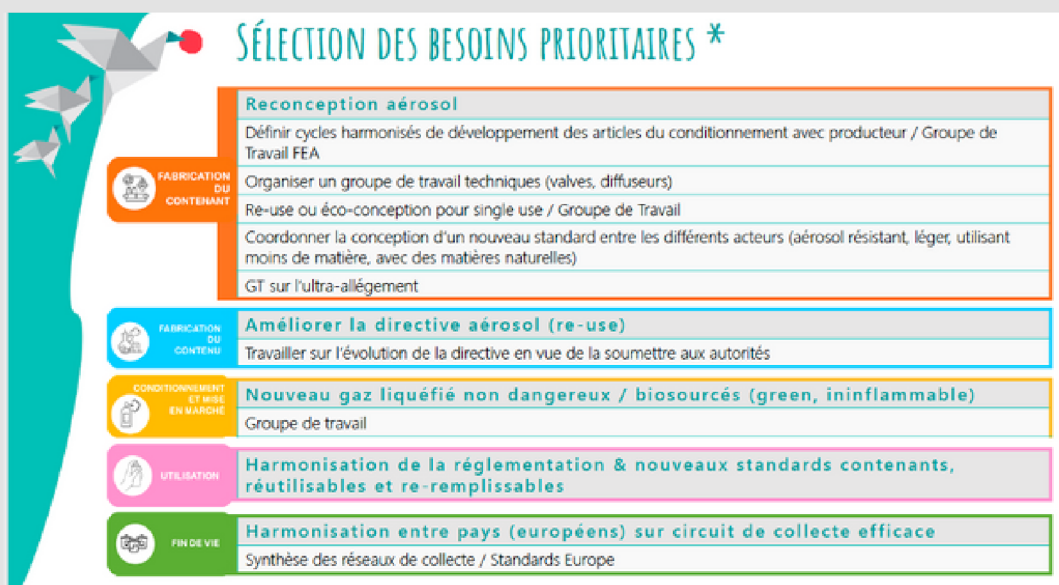 SÉLECTION DES BESOINS PRIORITAIRES *
Reconception aérosol
Définir cycles harmonisés de développement des articles du conditionnement avec producteur / Groupe de
Travail FEA
FABRICATION
DU
CONTENANT
Organiser un groupe de travail techniques (valves, diffuseurs)
Re-use ou éco-conception pour single use / Groupe de Travail
Coordonner la conception d'un nouveau standard entre les différents acteurs (aérosol résistant, léger, utilisant
moins de matière, avec des matières naturelles)
GT sur l'ultra-allégement
FABRICATION
DU
CONTENU
Améliorer la directive aérosol (re-use)
Travailler sur l'évolution de la directive en vue de la soumettre aux autorités
CONDITIONNEMENT
ET MISE
EN MARCHÉ
Nouveau gaz liquéfié non dangereux / biosourcés (green, ininflammable)
Groupe de travail
UTILISATION
Harmonisation de la réglementation & nouveaux standards contenants,
réutilisables et re-remplissables
FIN DE VIE
Harmonisation entre pays (européens) sur circuit de collecte efficace
Synthèse des réseaux de collecte / Standards Europe